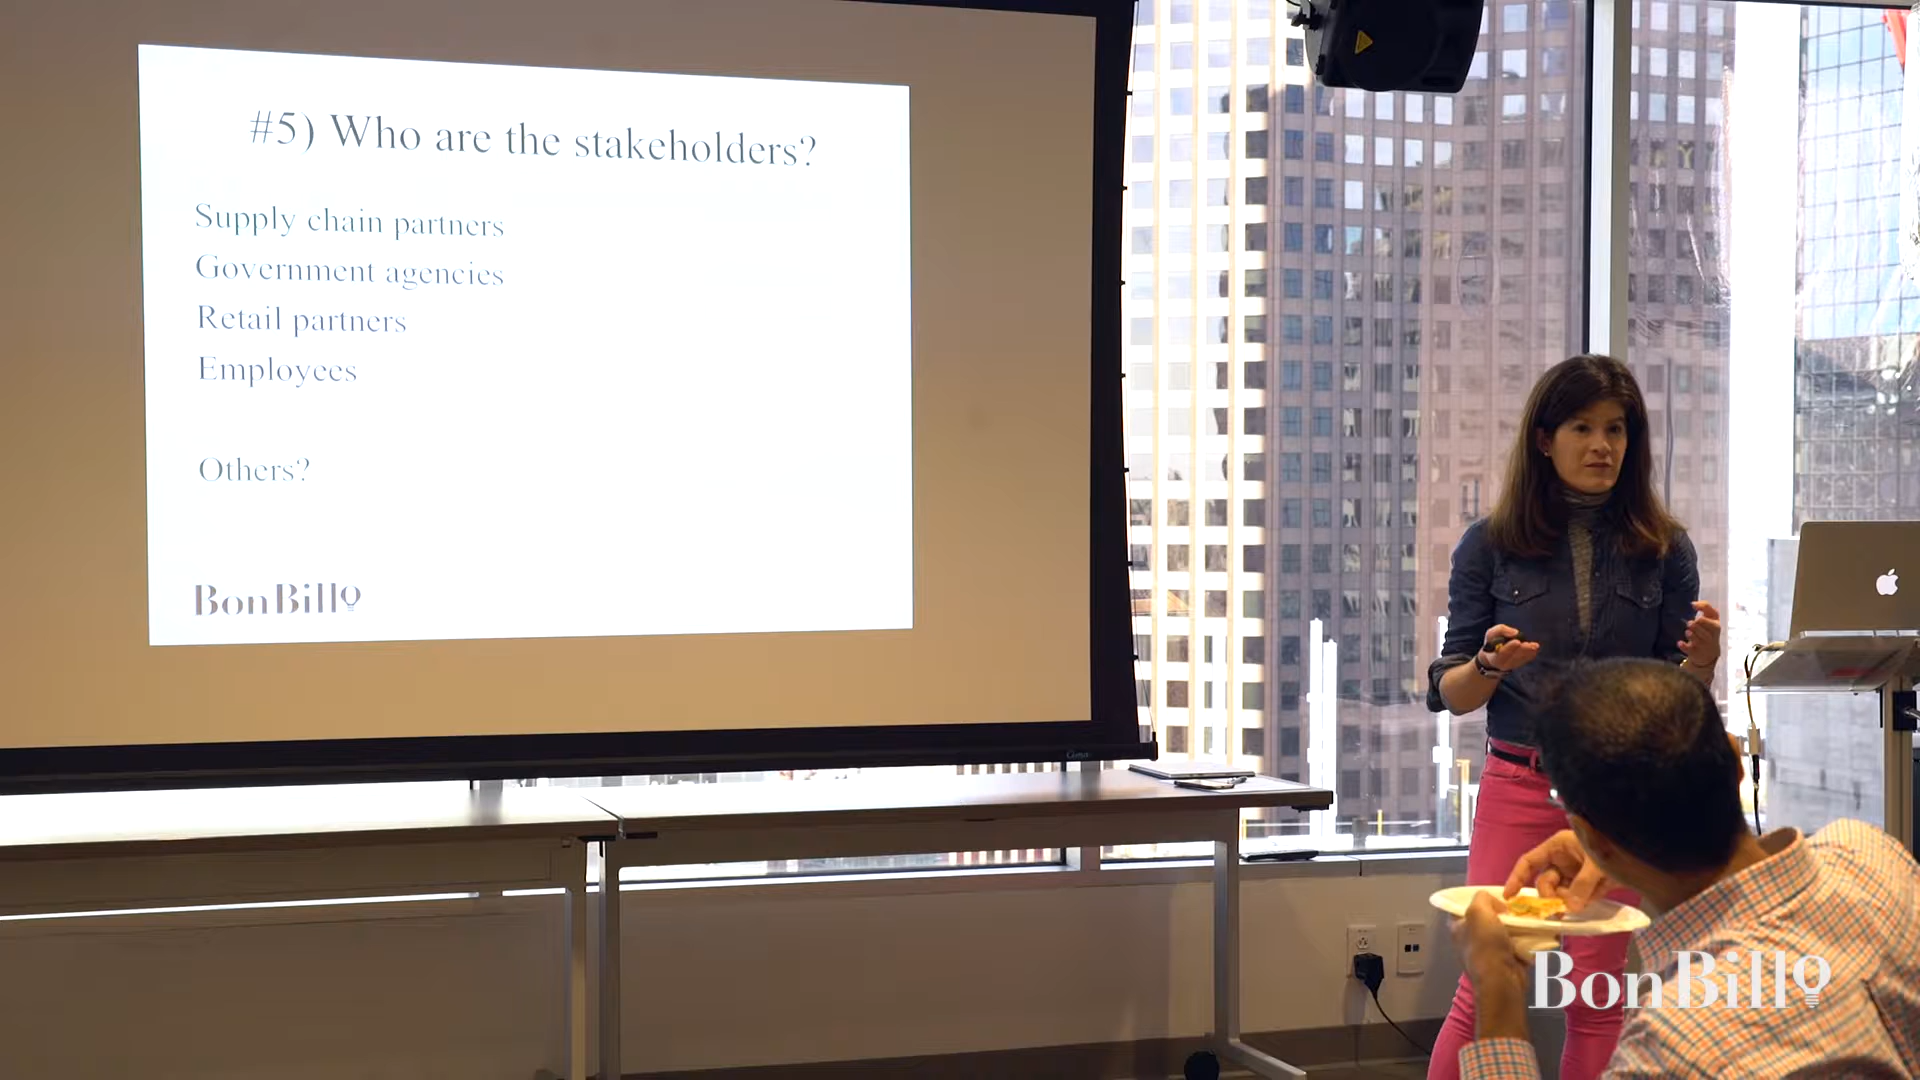 #5) Who are the stakeholders?
Supply chain partners
Government agencies
Retail partners
Employees
Others?
BonBillo
BonBillo